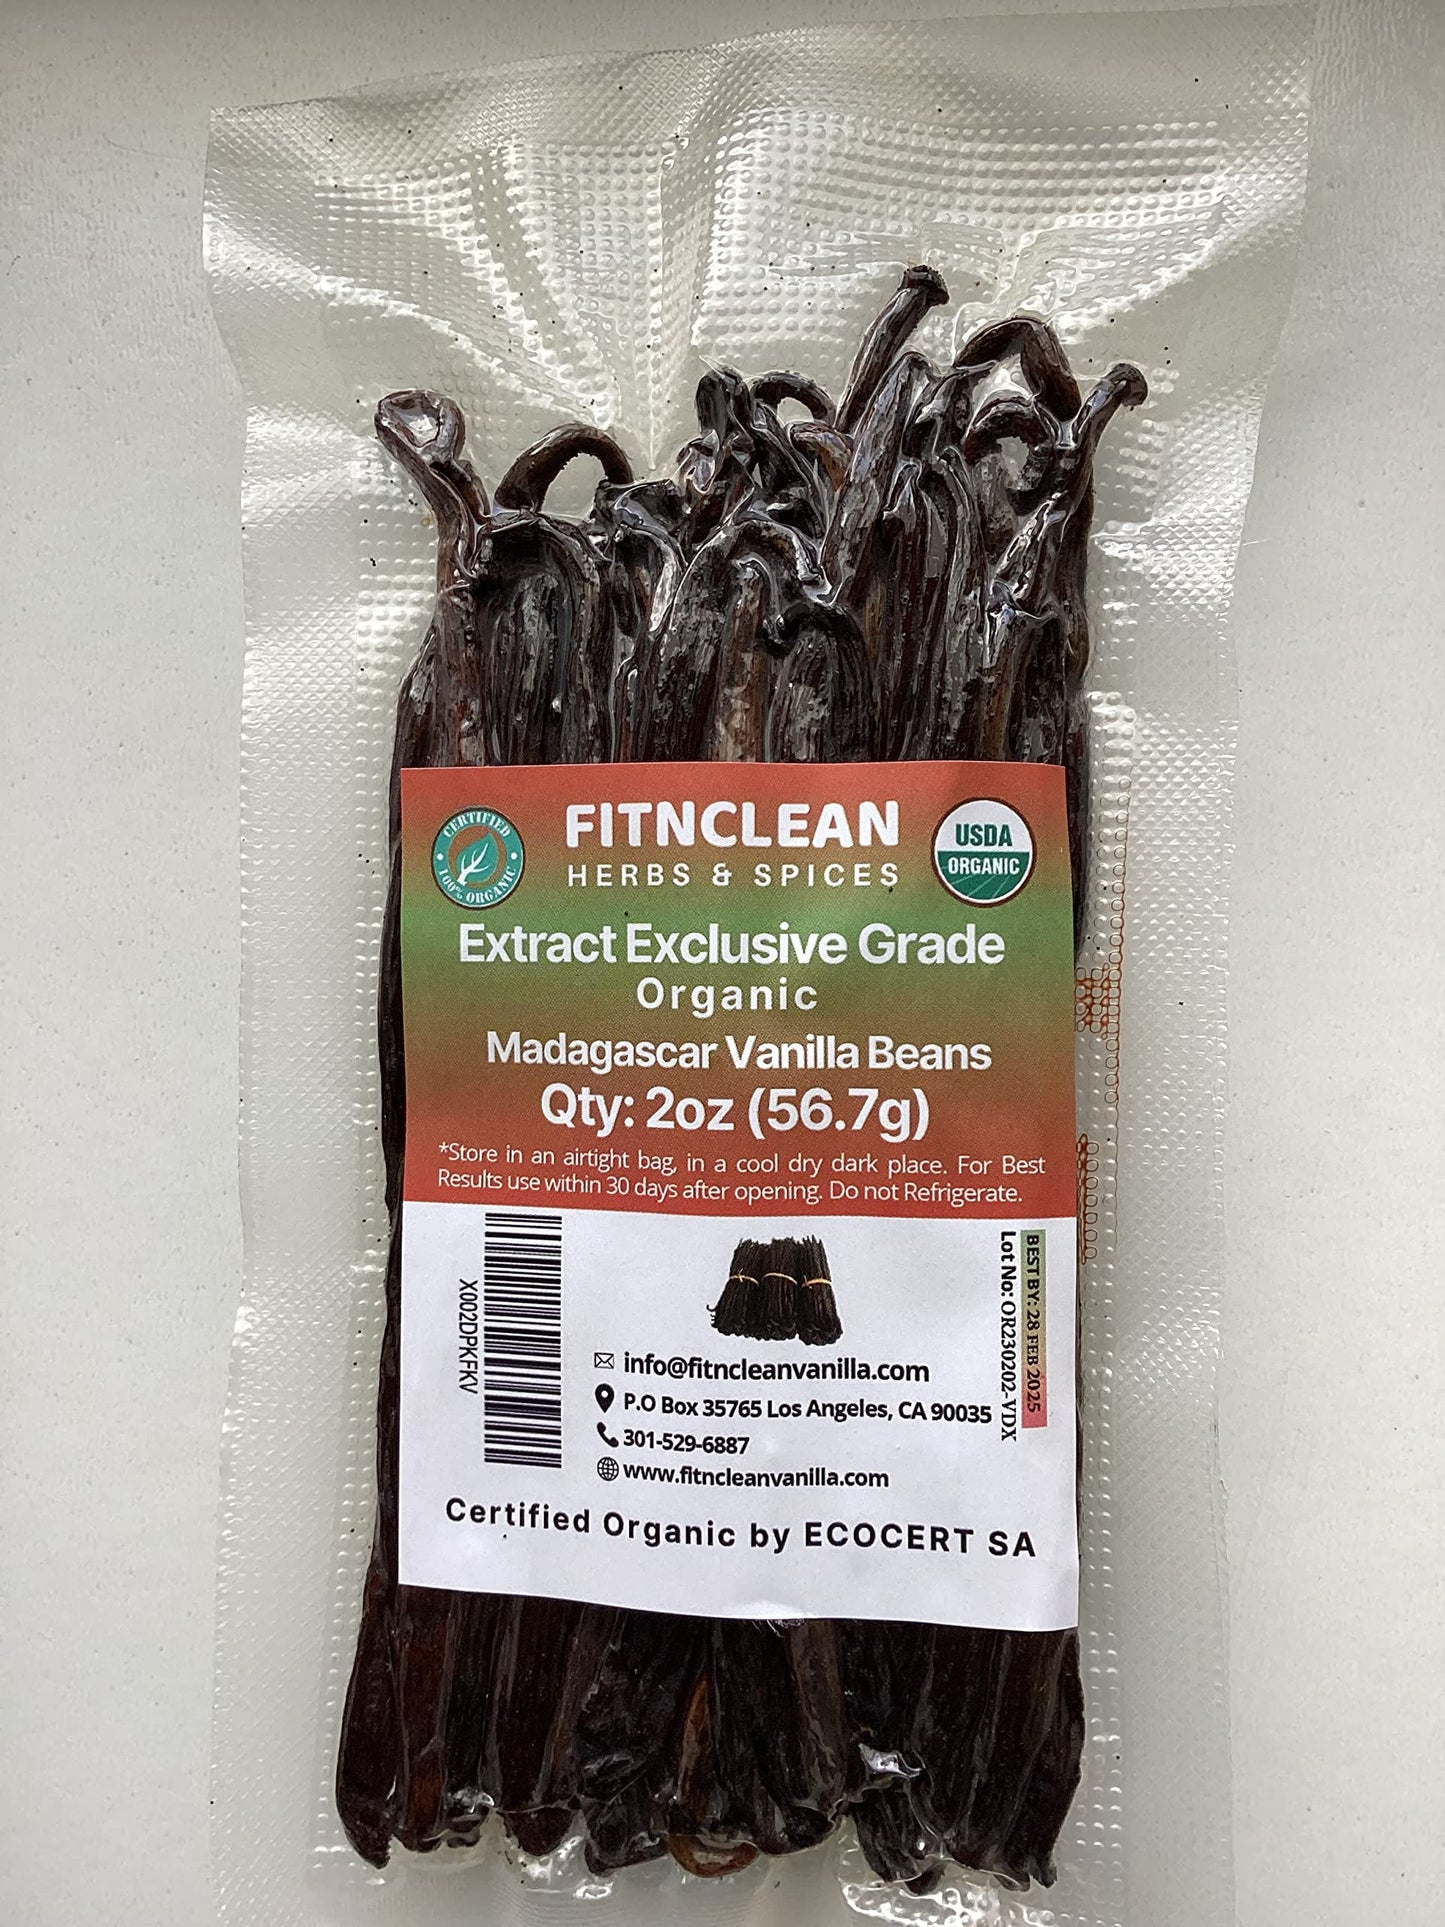 CERTIFIED
100% ORGANIC
FITNCLEAN
HERBS & SPICES
USDA
ORGANIC
Extract Exclusive Grade
Organic
Madagascar Vanilla Beans
Qty: 2oz (56.7g)
*Store in an airtight bag, in a cool dry dark place. For Best
Results use within 30 days after opening. Do not Refrigerate.
X002DPKFKV
BEST BY: 28 FEB 2025
Lot No: OR230202-VDX
info@fitncleanvanilla.com
P.O Box 35765 Los Angeles, CA 90035
301-529-6887
www.fitncleanvanilla.com
Certified Organic by ECOCERT SA